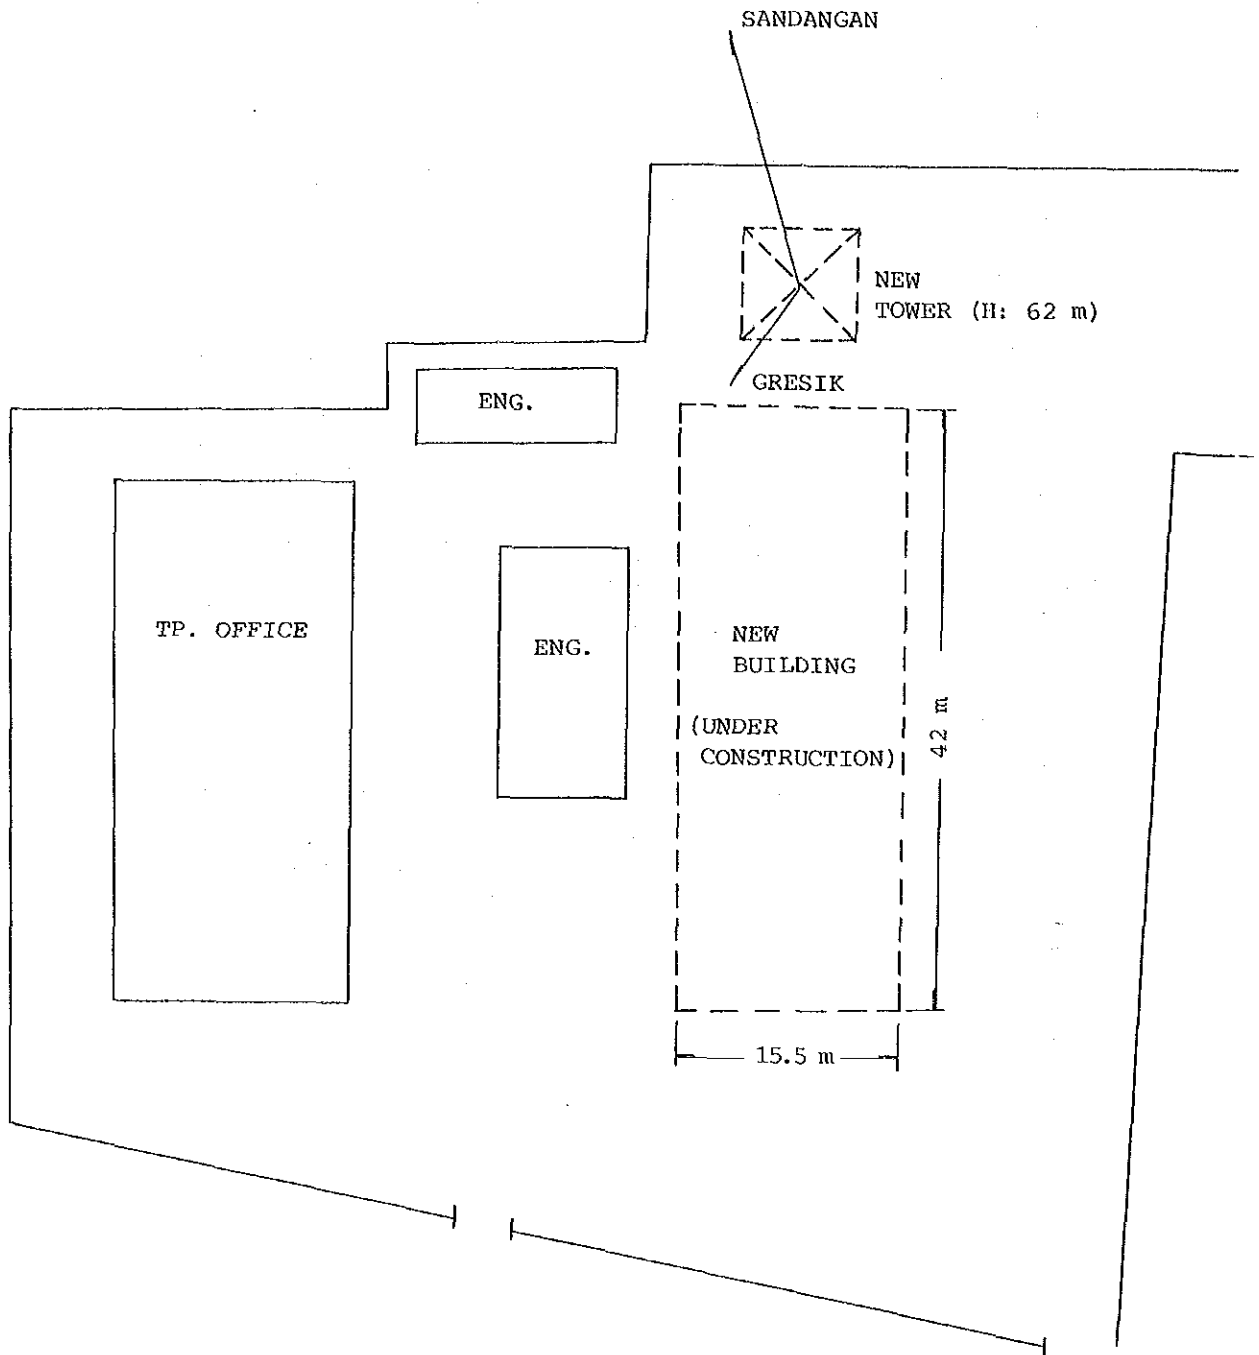 SANDANGAN
NEW
TOWER (H: 62 m)
GRESIK
ENG.
TP. OFFICE
ENG.
NEW
BUILDING
(UNDER
CONSTRUCTION)
42 m
15.5 m